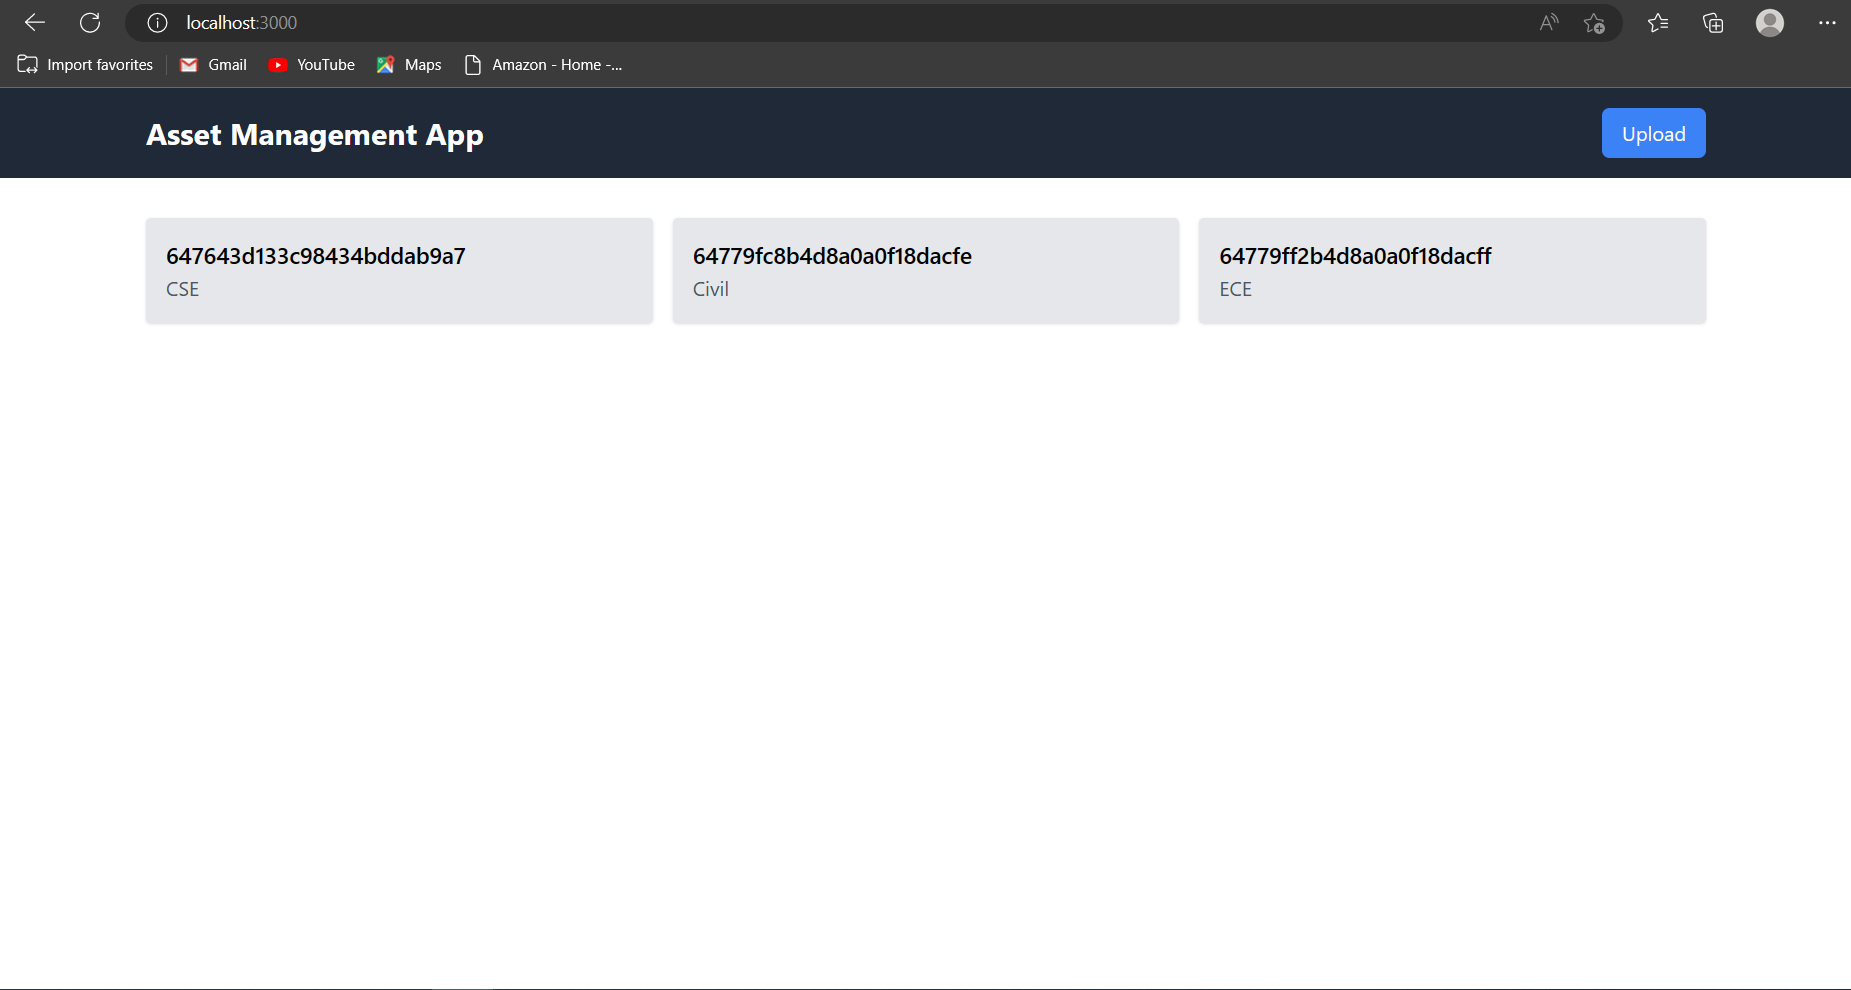 localhost:3000
Import favorites Gmail YouTube Maps Amazon - Home -...
Asset Management App Upload
647643d133c98434bddab9a7 64779fc8b4d8a0a0f18dacfe 64779ff2b4d8a0a0f18dacff
CSE Civil ECE